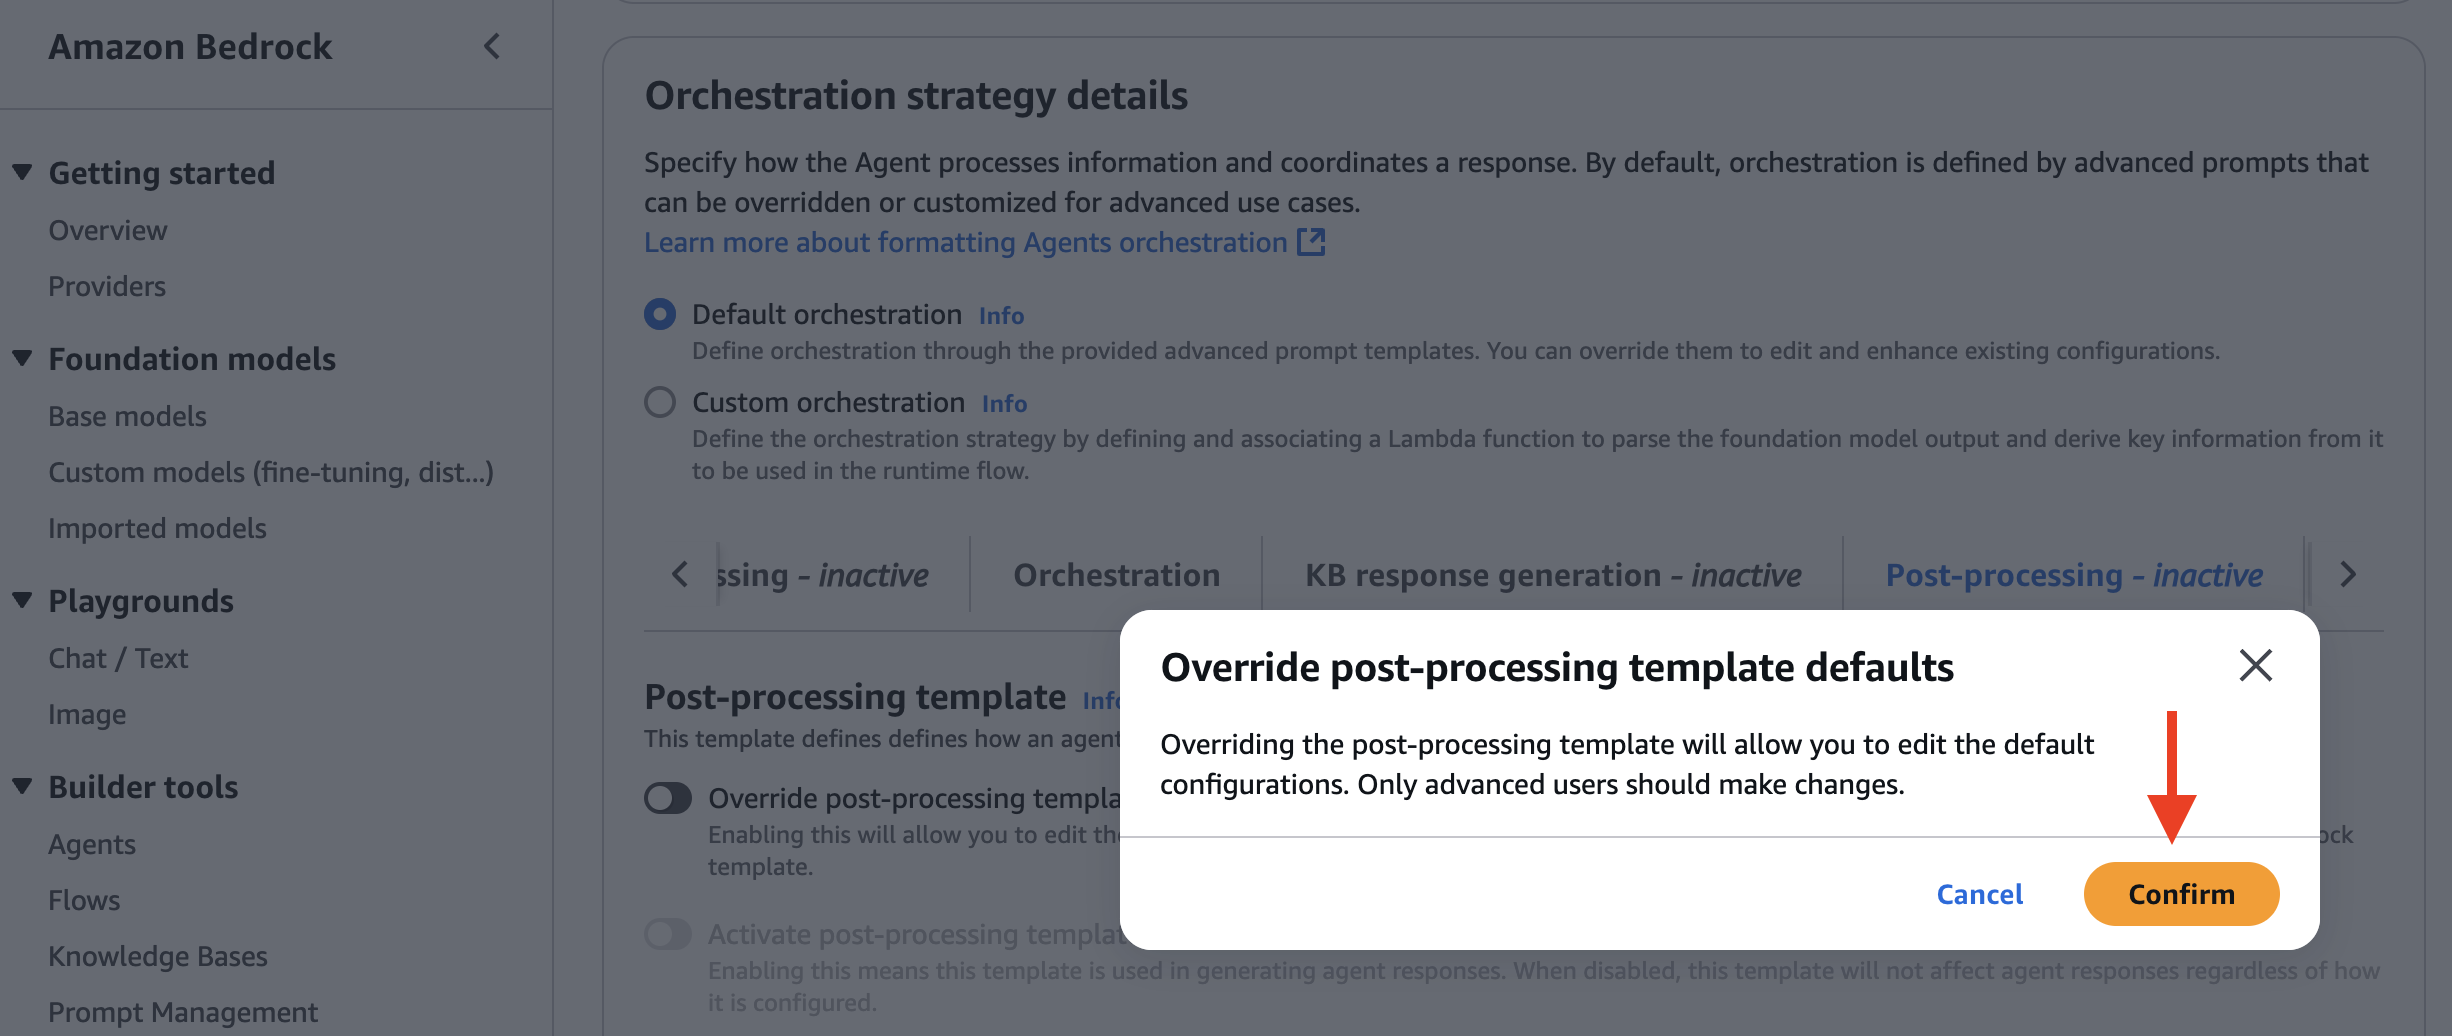 Amazon Bedrock
Getting started
Overview
Providers
Foundation models
Base models
Custom models (fine-tuning, dist...)
Imported models
Playgrounds
Chat / Text
Image
Builder tools
Agents
Flows
Knowledge Bases
Prompt Management
Orchestration strategy details
Specify how the Agent processes information and coordinates a response. By default, orchestration is defined by advanced prompts that
can be overridden or customized for advanced use cases.
Learn more about formatting Agents orchestration
Default orchestration Info
Define orchestration through the provided advanced prompt templates. You can override them to edit and enhance existing configurations.
Custom orchestration Info
Define the orchestration strategy by defining and associating a Lambda function to parse the foundation model output and derive key information from it
to be used in the runtime flow.
ssing - inactive Orchestration KB response generation - inactive Post-processing - inactive
Post-processing template Info
This template defines defines how an agent
Override post-processing templa
Enabling this will allow you to edit the ock
template.
Activate post-processing templat
Enabling this means this template is used in generating agent responses. When disabled, this template will not affect agent responses regardless of how
it is configured.
Override post-processing template defaults
Overriding the post-processing template will allow you to edit the default
configurations. Only advanced users should make changes.
Cancel Confirm